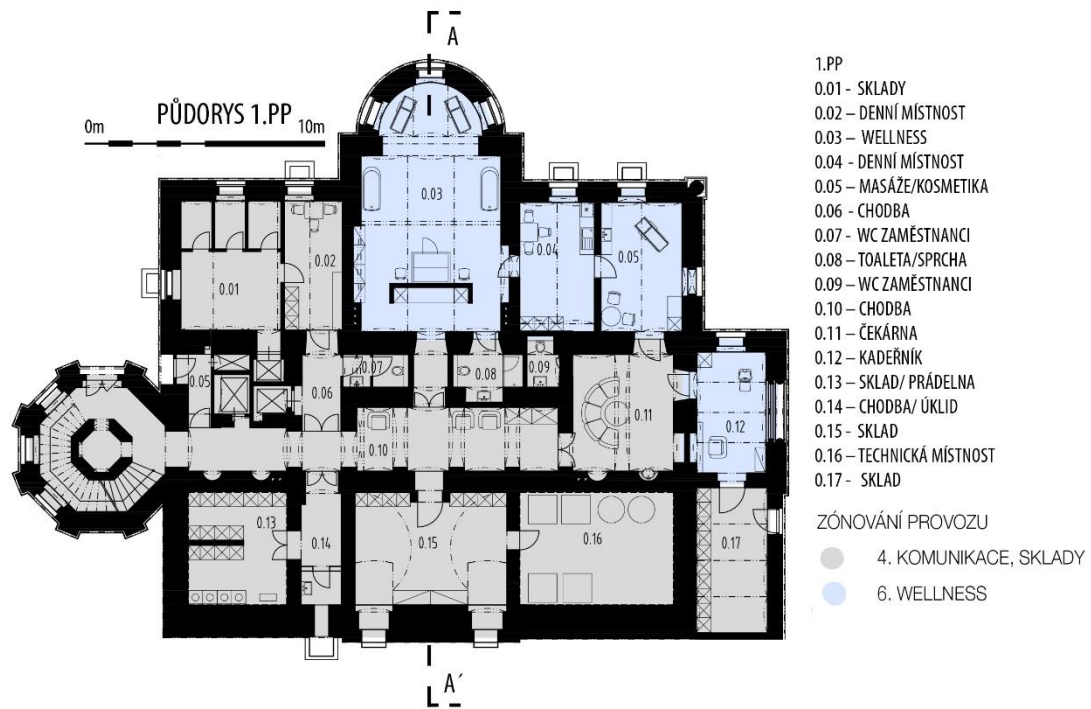 A
PŮDORYS 1.PP
0m 10m
0.03
0.02
0.04
0.05
0.01
0.05
0.06
0.07
0.08
0.09
0.11
0.12
0.10
0.13
0.14
0.15
0.16
0.17
A´
1.PP
0.01 - SKLADY
0.02 – DENNÍ MÍSTNOST
0.03 – WELLNESS
0.04 - DENNÍ MÍSTNOST
0.05 – MASÁŽE/KOSMETIKA
0.06 - CHODBA
0.07 - WC ZAMĚSTNANCI
0.08 – TOALETA/SPRCHA
0.09 – WC ZAMĚSTNANCI
0.10 – CHODBA
0.11 – ČEKÁRNA
0.12 – KADEŘNÍK
0.13 – SKLAD/ PRÁDELNA
0.14 – CHODBA/ ÚKLID
0.15 - SKLAD
0.16 – TECHNICKÁ MÍSTNOST
0.17 - SKLAD
ZÓNOVÁNÍ PROVOZU
4. KOMUNIKACE, SKLADY
6. WELLNESS